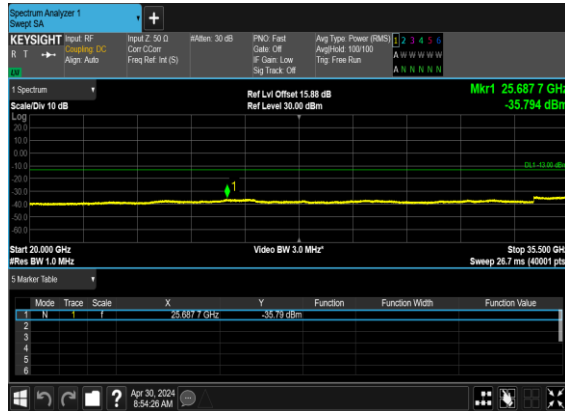 Spectrum Analyzer 1
Swept SA
+
KEYSIGHT Input: RF Input Z: 50 Ω #Atten: 30 dB PNO: Fast Avg Type: Power (RMS) 1 2 3 4 5 6
R T Coupling: DC Corr CCorr Gate: Off Avg|Hold: 100/100 A W W W W W
Align: Auto Freq Ref: Int (S) IF Gain: Low Trig: Free Run
Sig Track: Off A N N N N N
1 Spectrum Ref Lvl Offset 15.88 dB Mkr1 25.687 7 GHz
Scale/Div 10 dB Ref Level 30.00 dBm -35.794 dBm
Log
20.0
10.0
0.00
-10.0
DL1 -13.00 dBm
-20.0
-30.0
1
-40.0
-50.0
-60.0
Start 20.000 GHz Video BW 3.0 MHz* Stop 35.500 GHz
#Res BW 1.0 MHz Sweep 26.7 ms (40001 pts)
5 Marker Table
Mode Trace Scale X Y Function Function Width Function Value
1 N 1 f 25.687 7 GHz -35.79 dBm
2
3
4
5
6
? Apr 30, 2024
8:54:26 AM